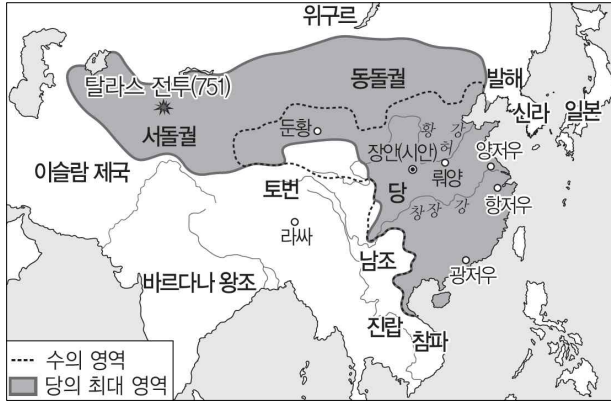 위구르
탈라스 전투(751)
동돌궐
발해
신라
일본
서돌궐
둔황
황
허
강
장안(시안)
뤄양
양저우
이슬람 제국
토번
당
항저우
창장 강
라싸
남조
광저우
바르다나 왕조
진랍
참파
수의 영역
당의 최대 영역